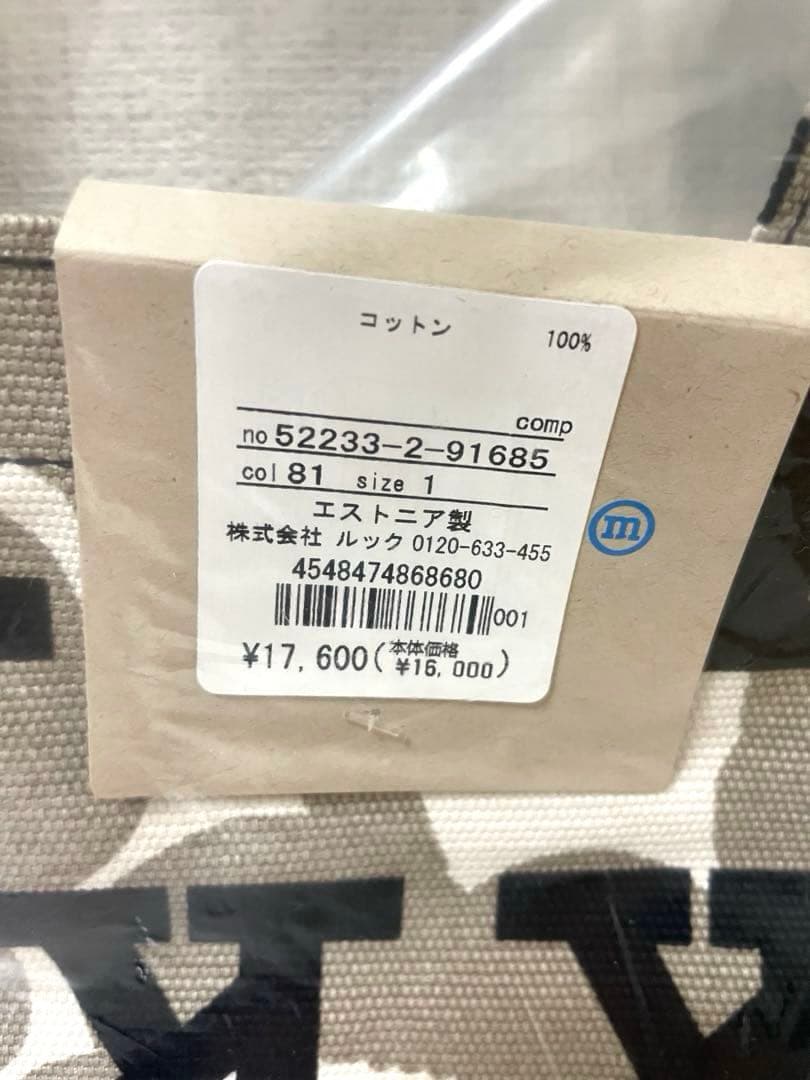 コットン 100%
comp
no 52233-2-91685
col 81 size 1
エストニア製
株式会社 ルック 0120-633-455
4548474868680
001
¥17,600(本体価格 ¥16,000)
m